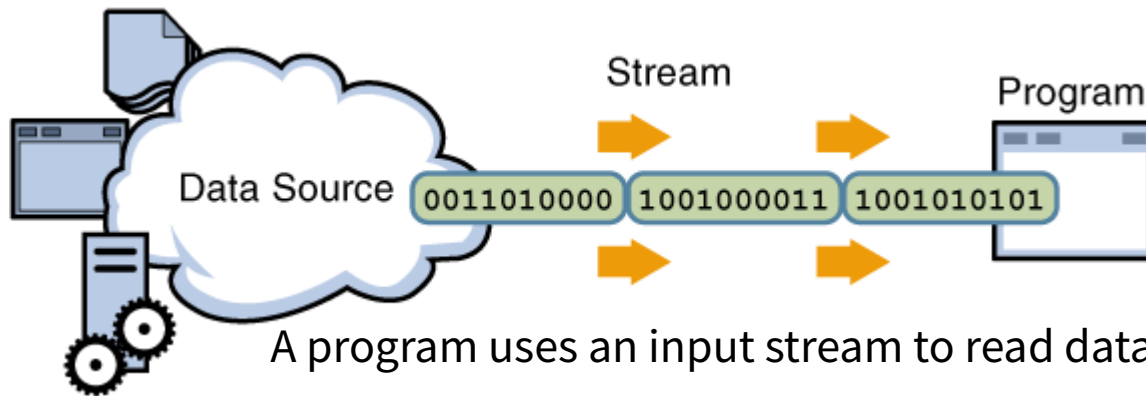 Stream
Program
Data Source
0011010000 1001000011 1001010101
A program uses an input stream to read data